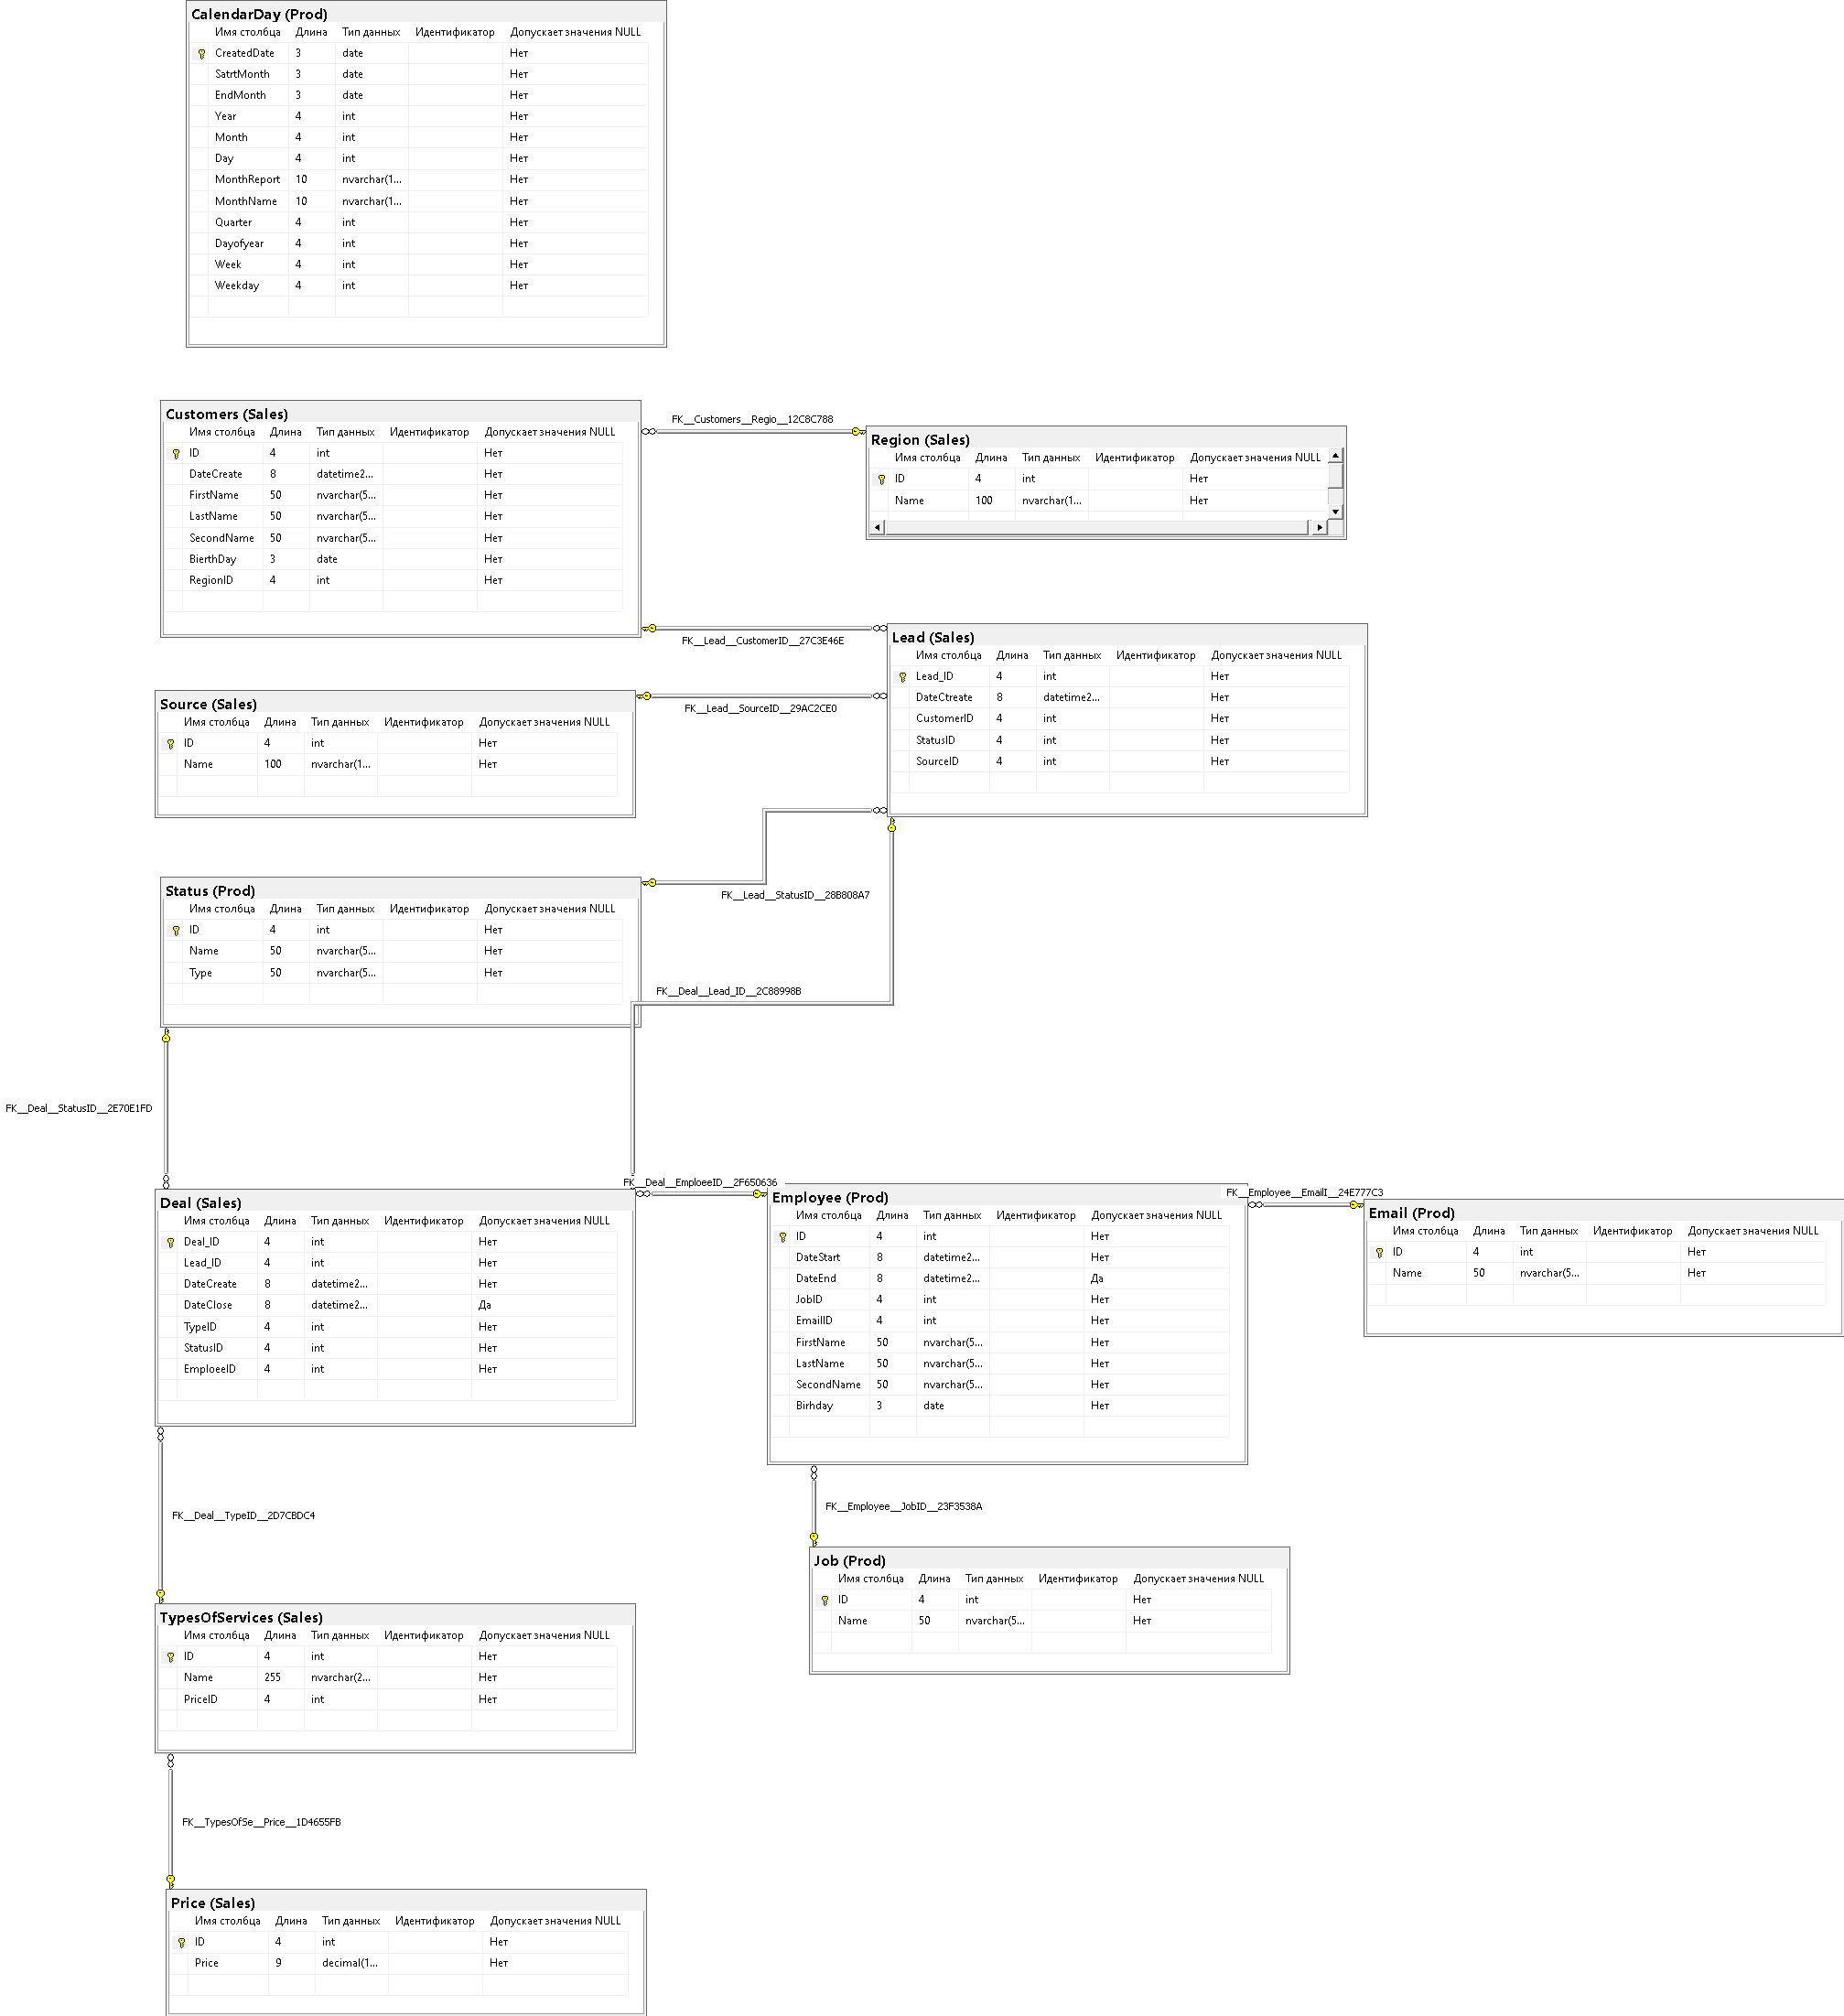 CalendarDay (Prod)
Имя столбца Длина Тип данных Идентификатор Допускает значения NULL
CreatedDate 3 date Нет
SatrtMonth 3 date Нет
EndMonth 3 date Нет
Year 4 int Нет
Month 4 int Нет
Day 4 int Нет
MonthReport 10 nvarchar(1... Нет
MonthName 10 nvarchar(1... Нет
Quarter 4 int Нет
Dayofyear 4 int Нет
Week 4 int Нет
Weekday 4 int Нет
Customers (Sales)
Имя столбца Длина Тип данных Идентификатор Допускает значения NULL
ID 4 int Нет
DateCreate 8 datetime2... Нет
FirstName 50 nvarchar(5... Нет
LastName 50 nvarchar(5... Нет
SecondName 50 nvarchar(5... Нет
BierthDay 3 date Нет
RegionID 4 int Нет
FK__Customers__Regio__12C8C788
Region (Sales)
Имя столбца Длина Тип данных Идентификатор Допускает значения NULL
ID 4 int Нет
Name 100 nvarchar(1... Нет
FK__Lead__CustomerID__27C3E46E
Lead (Sales)
Имя столбца Длина Тип данных Идентификатор Допускает значения NULL
Lead_ID 4 int Нет
DateCtreate 8 datetime2... Нет
CustomerID 4 int Нет
StatusID 4 int Нет
SourceID 4 int Нет
FK__Lead__SourceID__29AC2CE0
Source (Sales)
Имя столбца Длина Тип данных Идентификатор Допускает значения NULL
ID 4 int Нет
Name 100 nvarchar(1... Нет
FK__Lead__StatusID__28B808A7
Status (Prod)
Имя столбца Длина Тип данных Идентификатор Допускает значения NULL
ID 4 int Нет
Name 50 nvarchar(5... Нет
Type 50 nvarchar(5... Нет
FK__Deal__Lead_ID__2C88998B
FK__Deal__StatusID__2E70E1FD
FK__Deal__EmploeeID__2F650636
Deal (Sales)
Имя столбца Длина Тип данных Идентификатор Допускает значения NULL
Deal_ID 4 int Нет
Lead_ID 4 int Нет
DateCreate 8 datetime2... Нет
DateClose 8 datetime2... Да
TypeID 4 int Нет
StatusID 4 int Нет
EmploeeID 4 int Нет
Employee (Prod)
Имя столбца Длина Тип данных Идентификатор Допускает значения NULL
ID 4 int Нет
DateStart 8 datetime2... Нет
DateEnd 8 datetime2... Да
JobID 4 int Нет
EmailID 4 int Нет
FirstName 50 nvarchar(5... Нет
LastName 50 nvarchar(5... Нет
SecondName 50 nvarchar(5... Нет
Birhday 3 date Нет
FK__Employee__EmailI__24E777C3
Email (Prod)
Имя столбца Длина Тип данных Идентификатор Допускает значения NULL
ID 4 int Нет
Name 50 nvarchar(5... Нет
FK__Employee__JobID__23F3538A
Job (Prod)
Имя столбца Длина Тип данных Идентификатор Допускает значения NULL
ID 4 int Нет
Name 50 nvarchar(5... Нет
FK__Deal__TypeID__2D7CBDC4
TypesOfServices (Sales)
Имя столбца Длина Тип данных Идентификатор Допускает значения NULL
ID 4 int Нет
Name 255 nvarchar(2... Нет
PriceID 4 int Нет
FK__TypesOfSe__Price__1D4655FB
Price (Sales)
Имя столбца Длина Тип данных Идентификатор Допускает значения NULL
ID 4 int Нет
Price 9 decimal(1... Нет